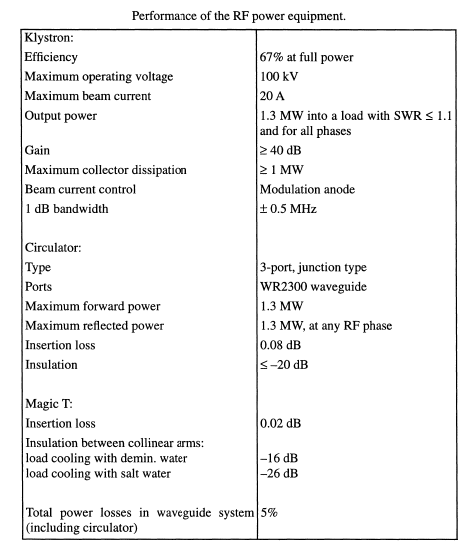 Performance of the RF power equipment.
Klystron:
Efficiency 67% at full power
Maximum operating voltage 100 kV
Maximum beam current 20 A
Output power 1.3 MW into a load with SWR ≤ 1.1
and for all phases
Gain ≥ 40 dB
Maximum collector dissipation ≥ 1 MW
Beam current control Modulation anode
1 dB bandwidth ± 0.5 MHz
Circulator:
Type 3-port, junction type
Ports WR2300 waveguide
Maximum forward power 1.3 MW
Maximum reflected power 1.3 MW, at any RF phase
Insertion loss 0.08 dB
Insulation ≤ –20 dB
Magic T:
Insertion loss 0.02 dB
Insulation between collinear arms:
load cooling with demin. water –16 dB
load cooling with salt water –26 dB
Total power losses in waveguide system 5%
(including circulator)